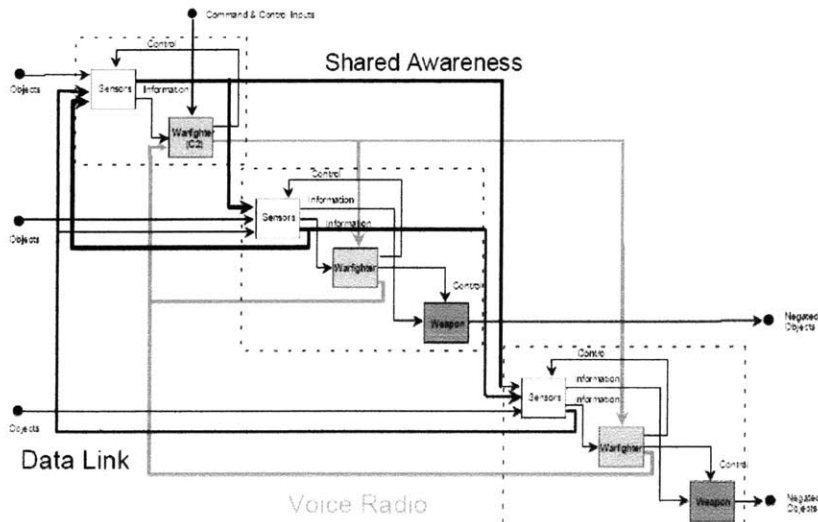 Command & Control Inputs
Control
Shared Awareness
Objects
Sensors
Information
Warfighter
(C2)
Control
Information
Sensors
Information
Objects
Warfighter
Control
Weapon
Negated
Objects
Control
Information
Sensors
Information
Objects
Warfighter
Data Link
Control
Weapon
Negated
Objects
Voice Radio